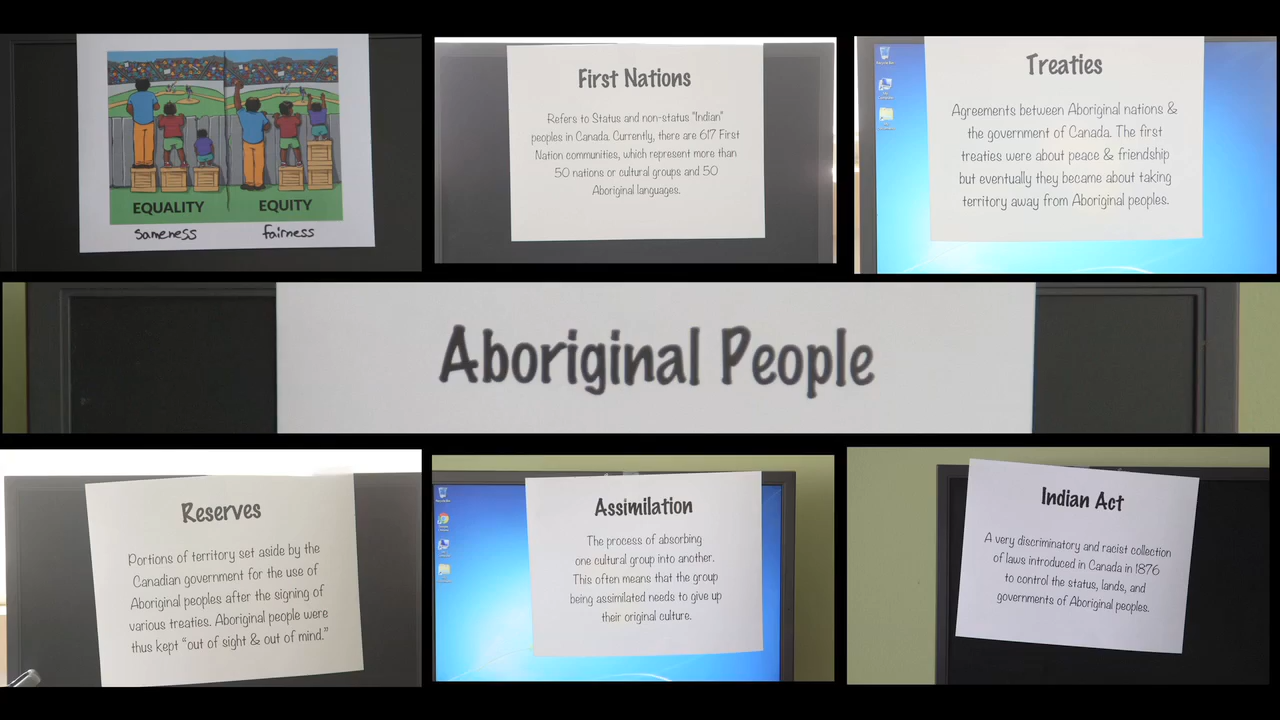 EQUALITY
EQUITY
sameness
fairness
First Nations
Refers to Status and non-status "Indian"
peoples in Canada. Currently, there are 617 First
Nation communities, which represent more than
50 nations or cultural groups and 50
Aboriginal languages.
Treaties
Agreements between Aboriginal nations &
the government of Canada. The first
treaties were about peace & friendship
but eventually they became about taking
territory away from Aboriginal peoples.
Aboriginal People
Reserves
Portions of territory set aside by the
Canadian government for the use of
Aboriginal peoples after the signing of
various treaties. Aboriginal people were
thus kept "out of sight & out of mind."
Assimilation
The process of absorbing
one cultural group into another.
This often means that the group
being assimilated needs to give up
their original culture.
Indian Act
A very discriminatory and racist collection
of laws introduced in Canada in 1876
to control the status, lands, and
governments of Aboriginal peoples.